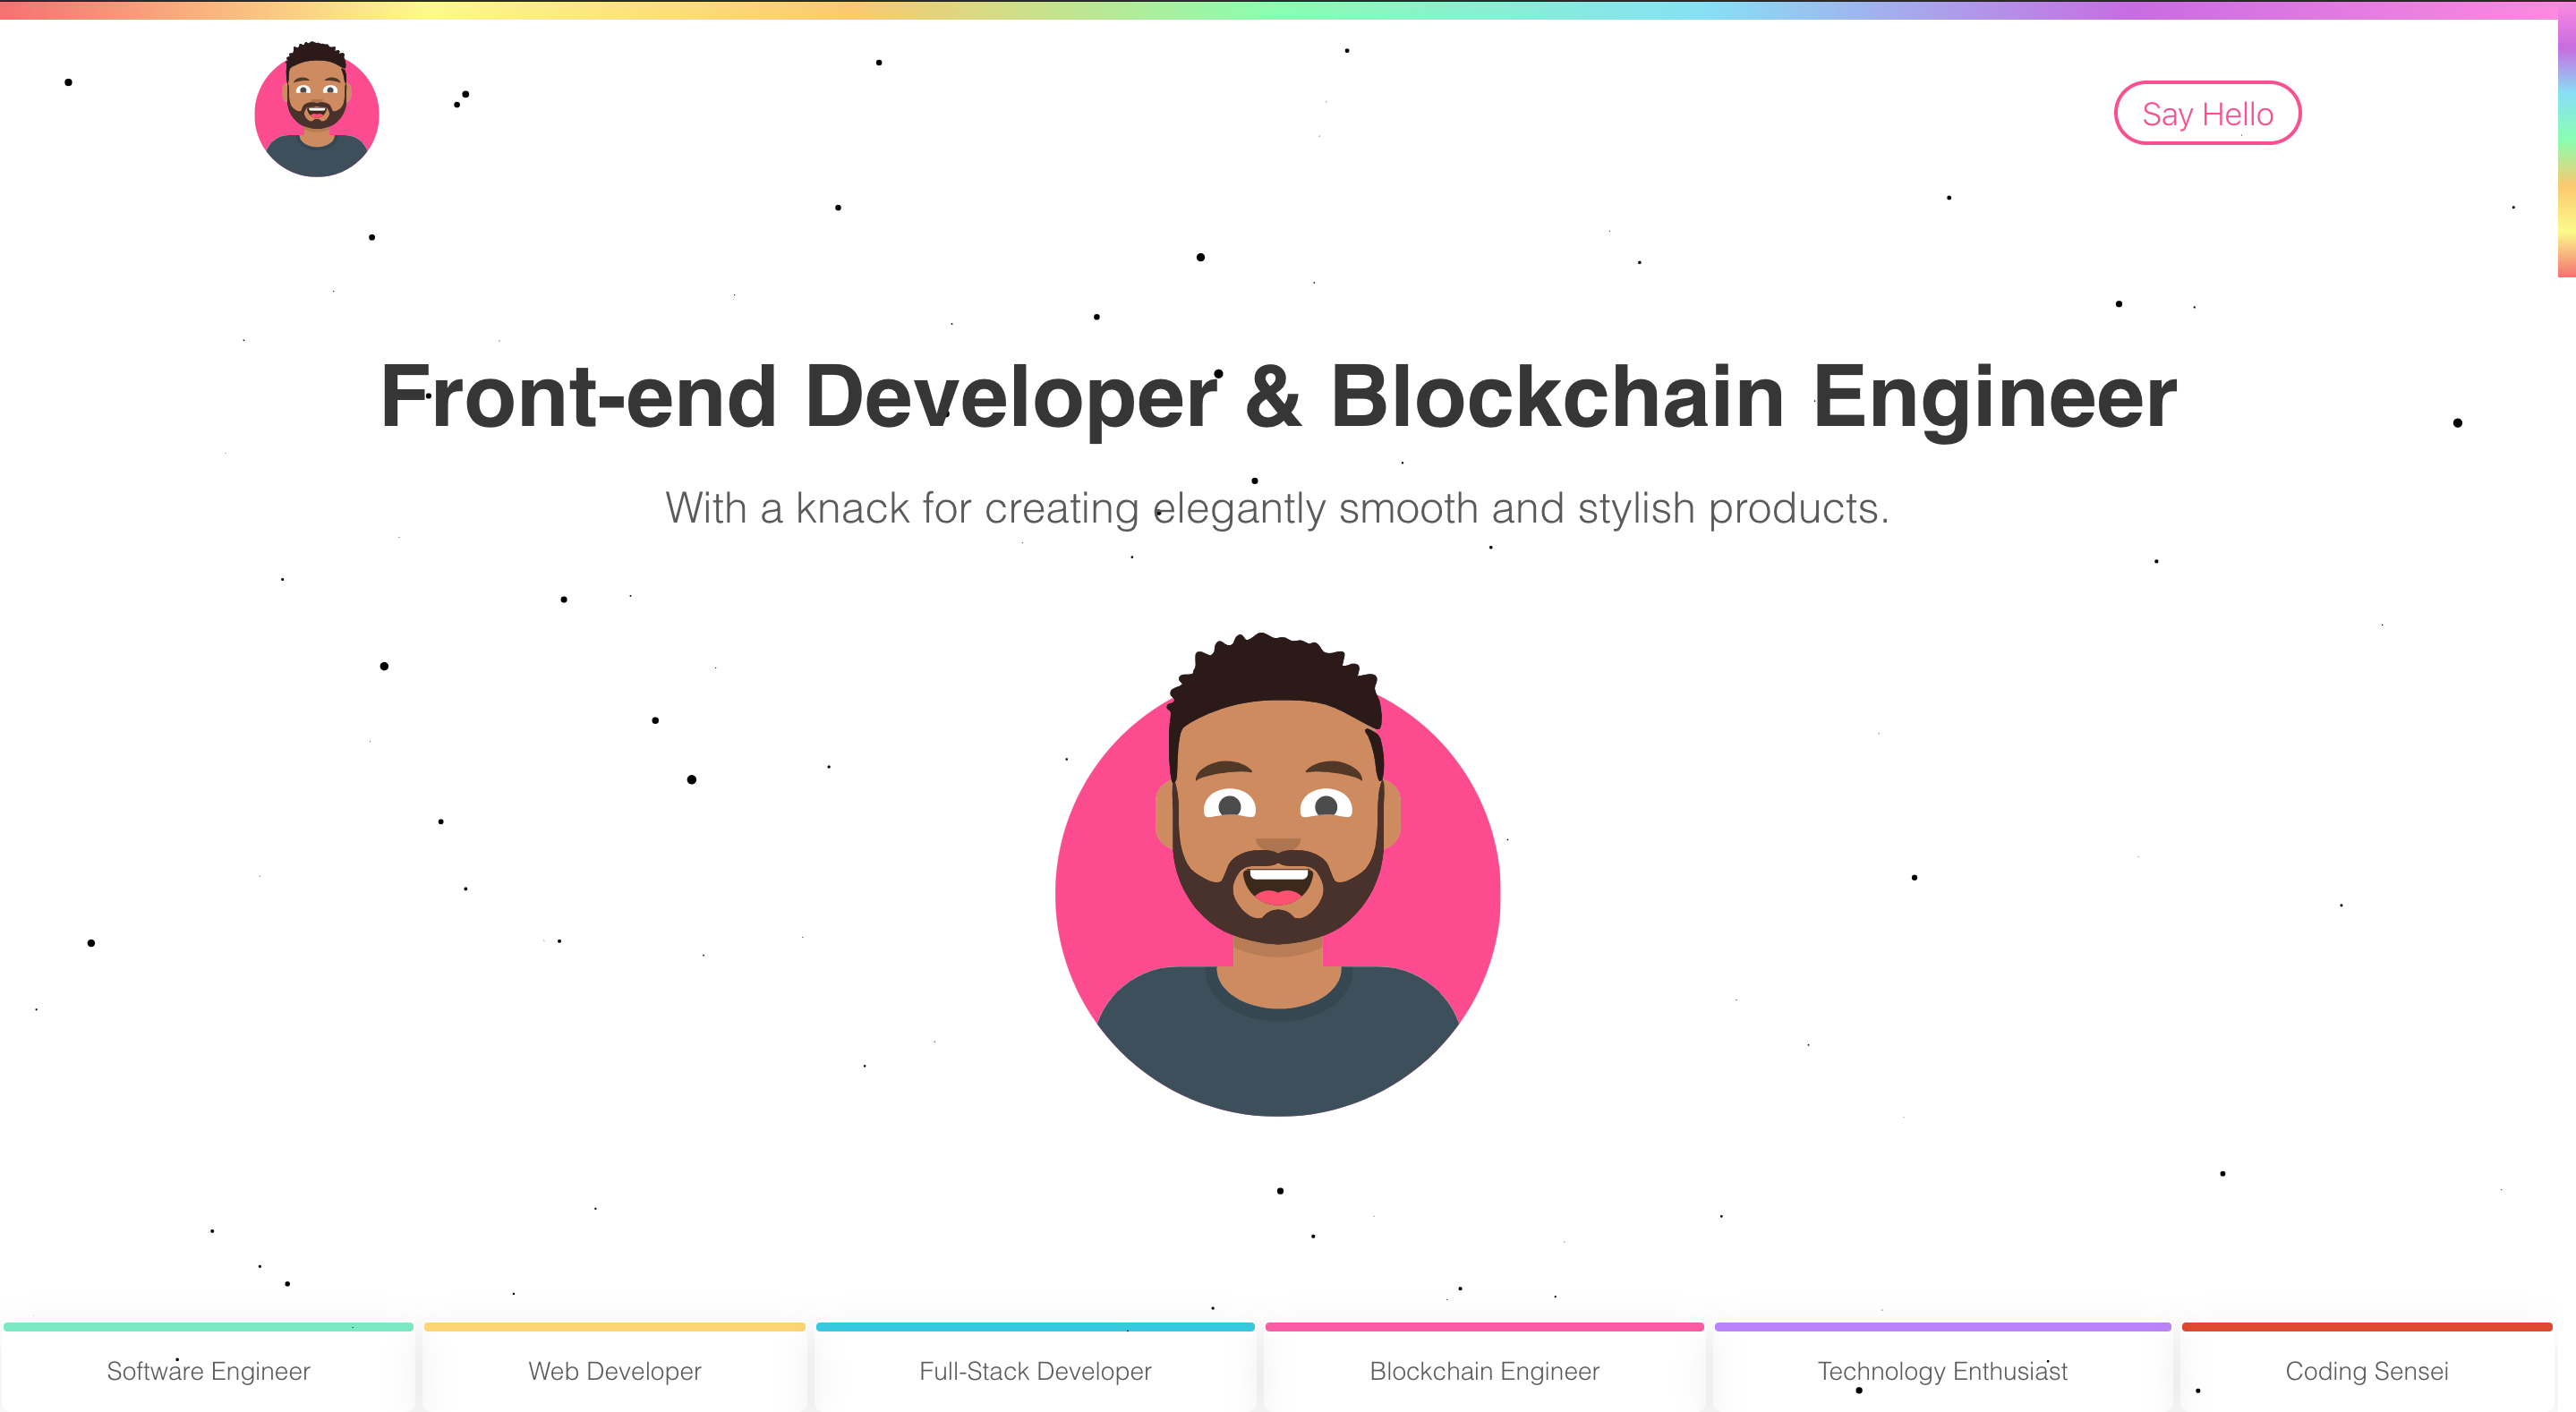 Say Hello
Front-end Developer & Blockchain Engineer
With a knack for creating elegantly smooth and stylish products.
Software Engineer
Web Developer
Full-Stack Developer
Blockchain Engineer
Technology Enthusiast
Coding Sensei